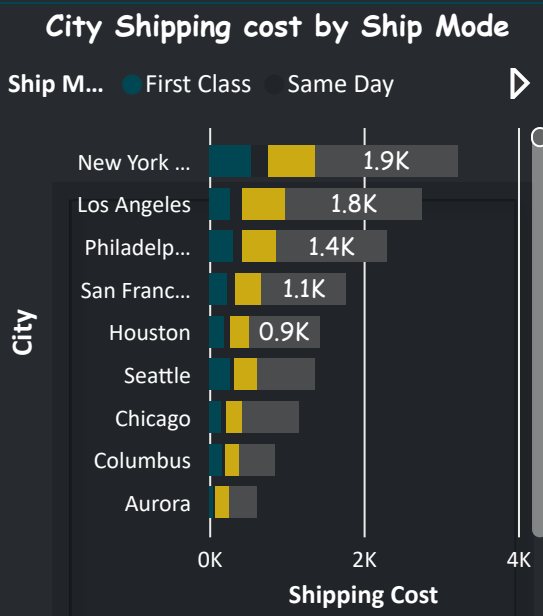 City Shipping cost by Ship Mode
Ship M... First Class Same Day
New York ... 1.9K
Los Angeles 1.8K
Philadelp... 1.4K
San Franc... 1.1K
Houston 0.9K
Seattle
Chicago
Columbus
Aurora
City
0K 2K 4K
Shipping Cost